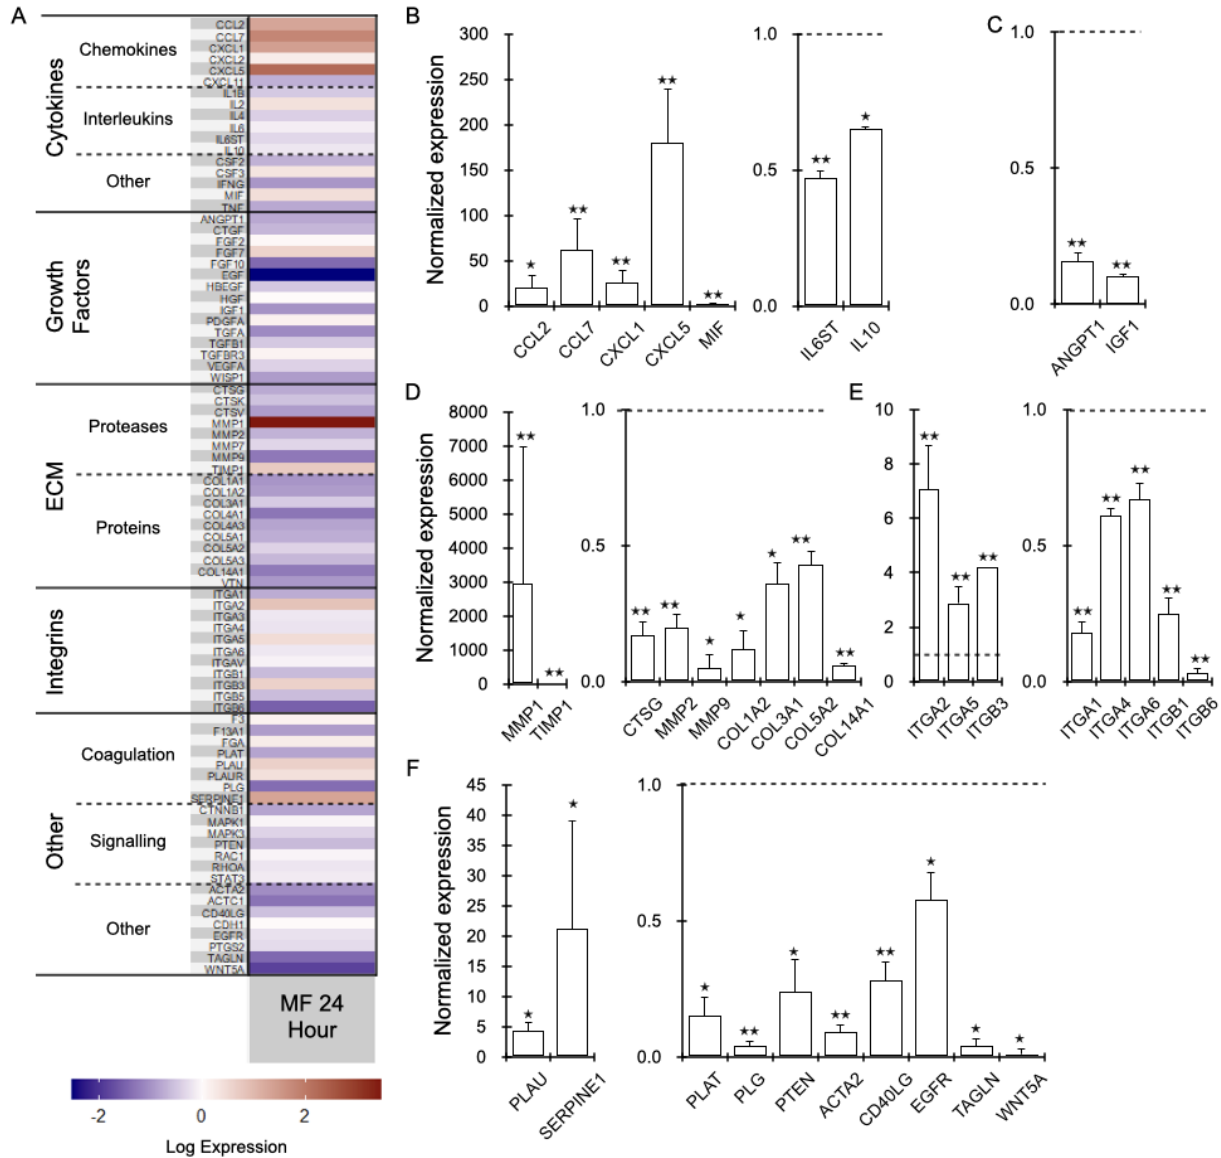 A
Cytokines
Chemokines
CCL2
CCL7
CXCL1
CXCL2
CXCL5
CXCL11
Interleukins
IL1B
IL2
IL4
IL6
IL6ST
IL10
Other
CSF2
CSF3
IFNG
MIF
TNF
Growth
Factors
ANGPT1
CTGF
FGF2
FGF7
FGF10
EGF
HBEGF
HGF
IGF1
PDGFA
TGFA
TGFB1
TGFBR3
VEGFA
WISP1
ECM
Proteases
CTSG
CTSK
CTSV
MMP1
MMP2
MMP7
MMP9
TIMP1
Proteins
COL1A1
COL1A2
COL3A1
COL4A1
COL4A3
COL5A1
COL5A2
COL5A3
COL14A1
VTN
Integrins
ITGA1
ITGA2
ITGA3
ITGA4
ITGA5
ITGA6
ITGAV
ITGB1
ITGB3
ITGB5
ITGB6
Other
Coagulation
F3
F13A1
FGA
PLAT
PLAU
PLAUR
PLG
SERPINE1
Signalling
CTNNB1
MAPK1
MAPK3
PTEN
RAC1
RHOA
STAT3
Other
ACTA2
ACTC1
CD40LG
CDH1
EGFR
PTGS2
TAGLN
WNT5A
MF 24
Hour
-2 0 2
Log Expression
B
Normalized expression
300
250
200
150
100
50
0
★ ★★ ★★ ★★ ★★
CCL2 CCL7 CXCL1 CXCL5 MIF
1.0
0.5
0.0
★★ ★
IL6ST IL10
C
1.0
0.5
0.0
★★ ★★
ANGPT1 IGF1
D
Normalized expression
8000
7000
6000
5000
4000
3000
2000
1000
0
★★ ★★
MMP1 TIMP1
1.0
0.5
0.0
★★ ★★ ★ ★ ★ ★★ ★★
CTSG MMP2 MMP9 COL1A2 COL3A1 COL5A2 COL14A1
E
10
8
6
4
2
0
★★ ★★ ★★
ITGA2 ITGA5 ITGB3
1.0
0.5
0.0
★★ ★★ ★★ ★★ ★★
ITGA1 ITGA4 ITGA6 ITGB1 ITGB6
F
Normalized expression
45
40
35
30
25
20
15
10
5
0
★ ★
PLAU SERPINE1
1.0
0.5
0.0
★ ★★ ★ ★★ ★★ ★ ★ ★
PLAT PLG PTEN ACTA2 CD40LG EGFR TAGLN WNT5A